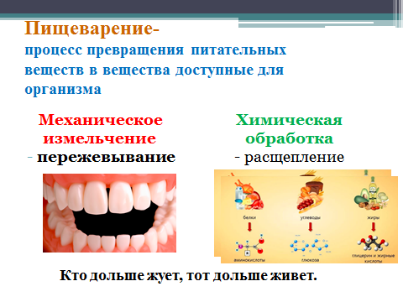 Пищеварение-
процесс превращения питательных
веществ в вещества доступные для
организма
Механическое
измельчение
- пережевывание
Химическая
обработка
- расщепление
белки
углеводы
жиры
аминокислоты
глюкоза
глицерин и жирные
кислоты
Кто дольше жует, тот дольше живет.